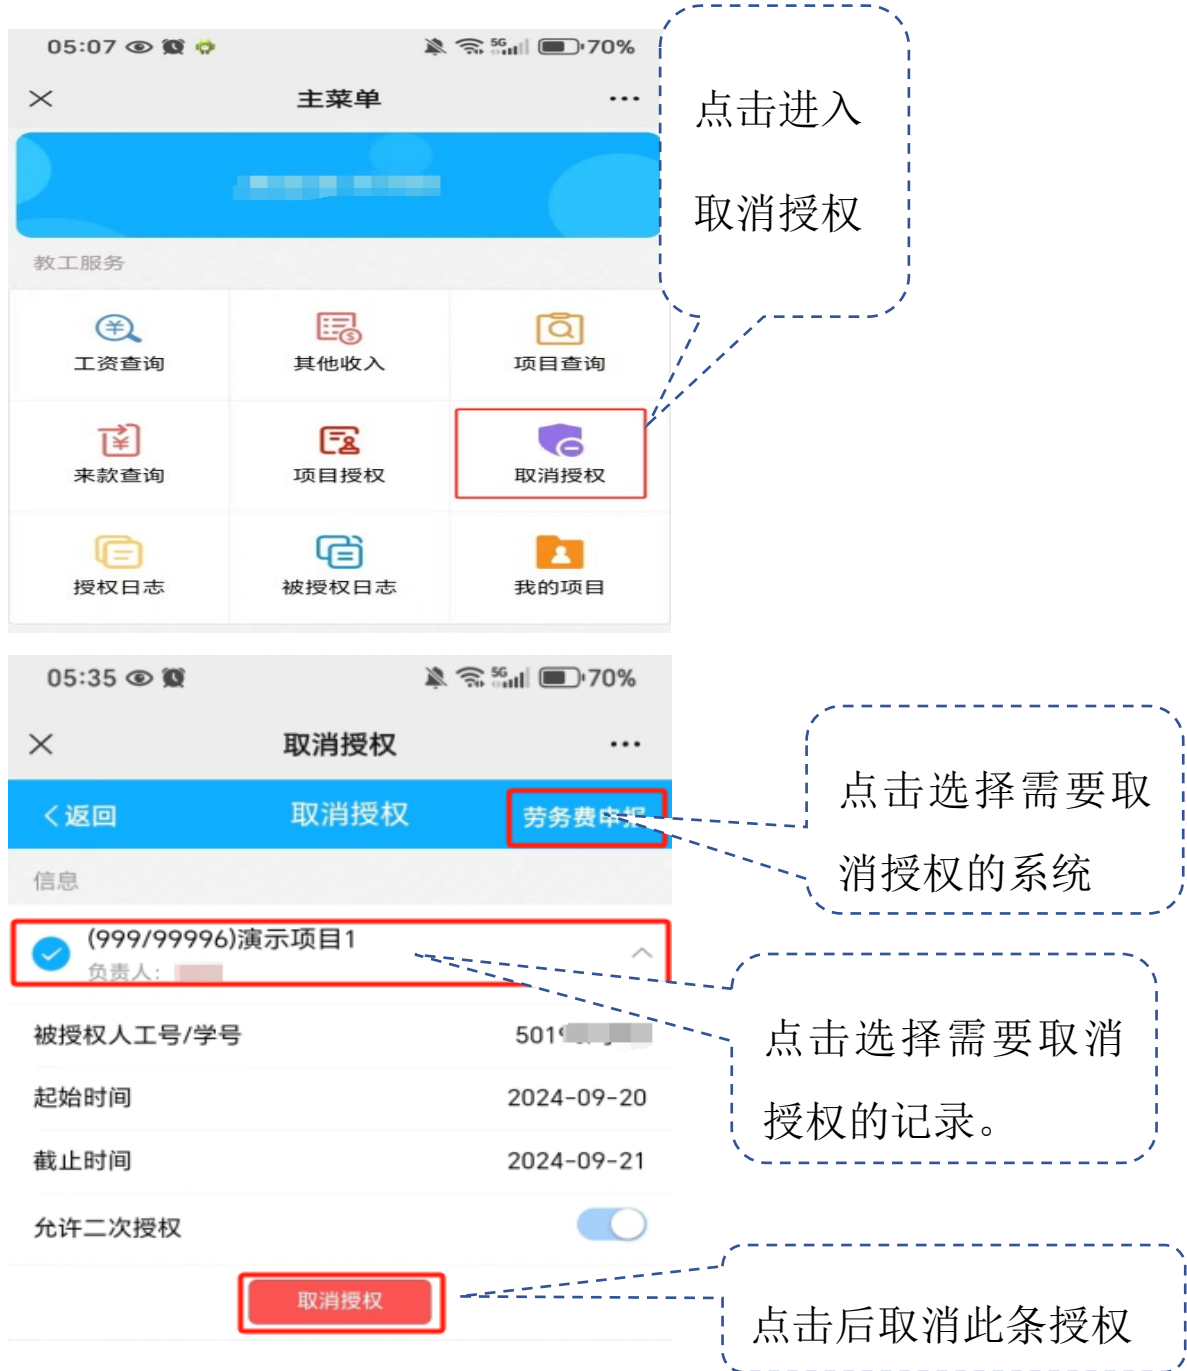 05:07
5G
70%
主菜单
点击进入
取消授权
教工服务
工资查询
其他收入
项目查询
来款查询
项目授权
取消授权
授权日志
被授权日志
我的项目
05:35
5G
70%
取消授权
返回
取消授权
劳务费申报
点击选择需要取
消授权的系统
信息
(999/99996)演示项目1
负责人：
点击选择需要取消
授权的记录。
被授权人工号/学号
501
起始时间
2024-09-20
截止时间
2024-09-21
允许二次授权
取消授权
点击后取消此条授权